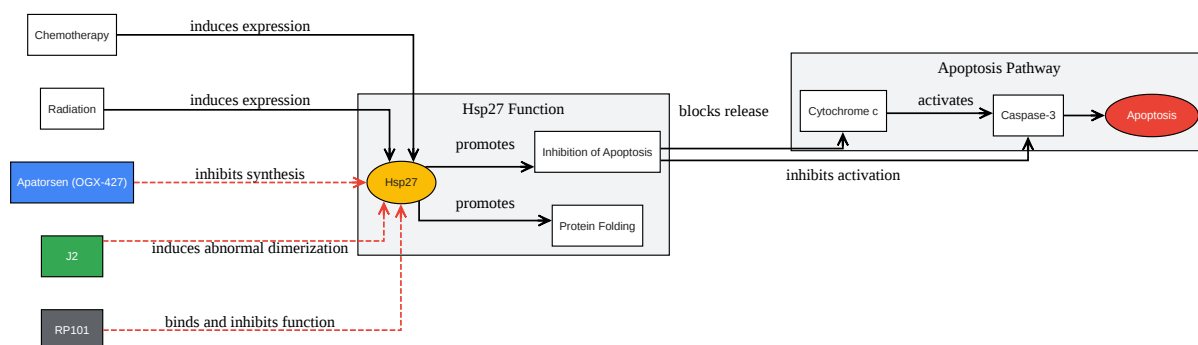 Chemotherapy
induces expression
Radiation
induces expression
Apatorsen (OGX-427)
inhibits synthesis
J2
induces abnormal dimerization
RP101
binds and inhibits function
Hsp27 Function
Hsp27
promotes
Inhibition of Apoptosis
promotes
Protein Folding
blocks release
inhibits activation
Apoptosis Pathway
Cytochrome c
activates
Caspase-3
Apoptosis